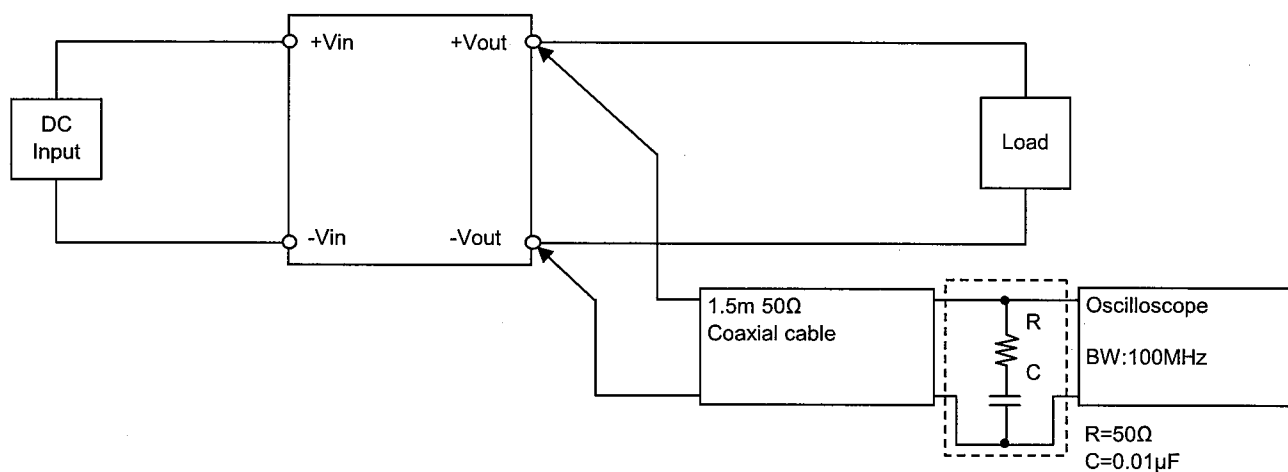 +Vin
+Vout
DC
Input
Load
-Vin
-Vout
1.5m 50Ω
Coaxial cable
R
C
Oscilloscope
BW:100MHz
R=50Ω
C=0.01µF